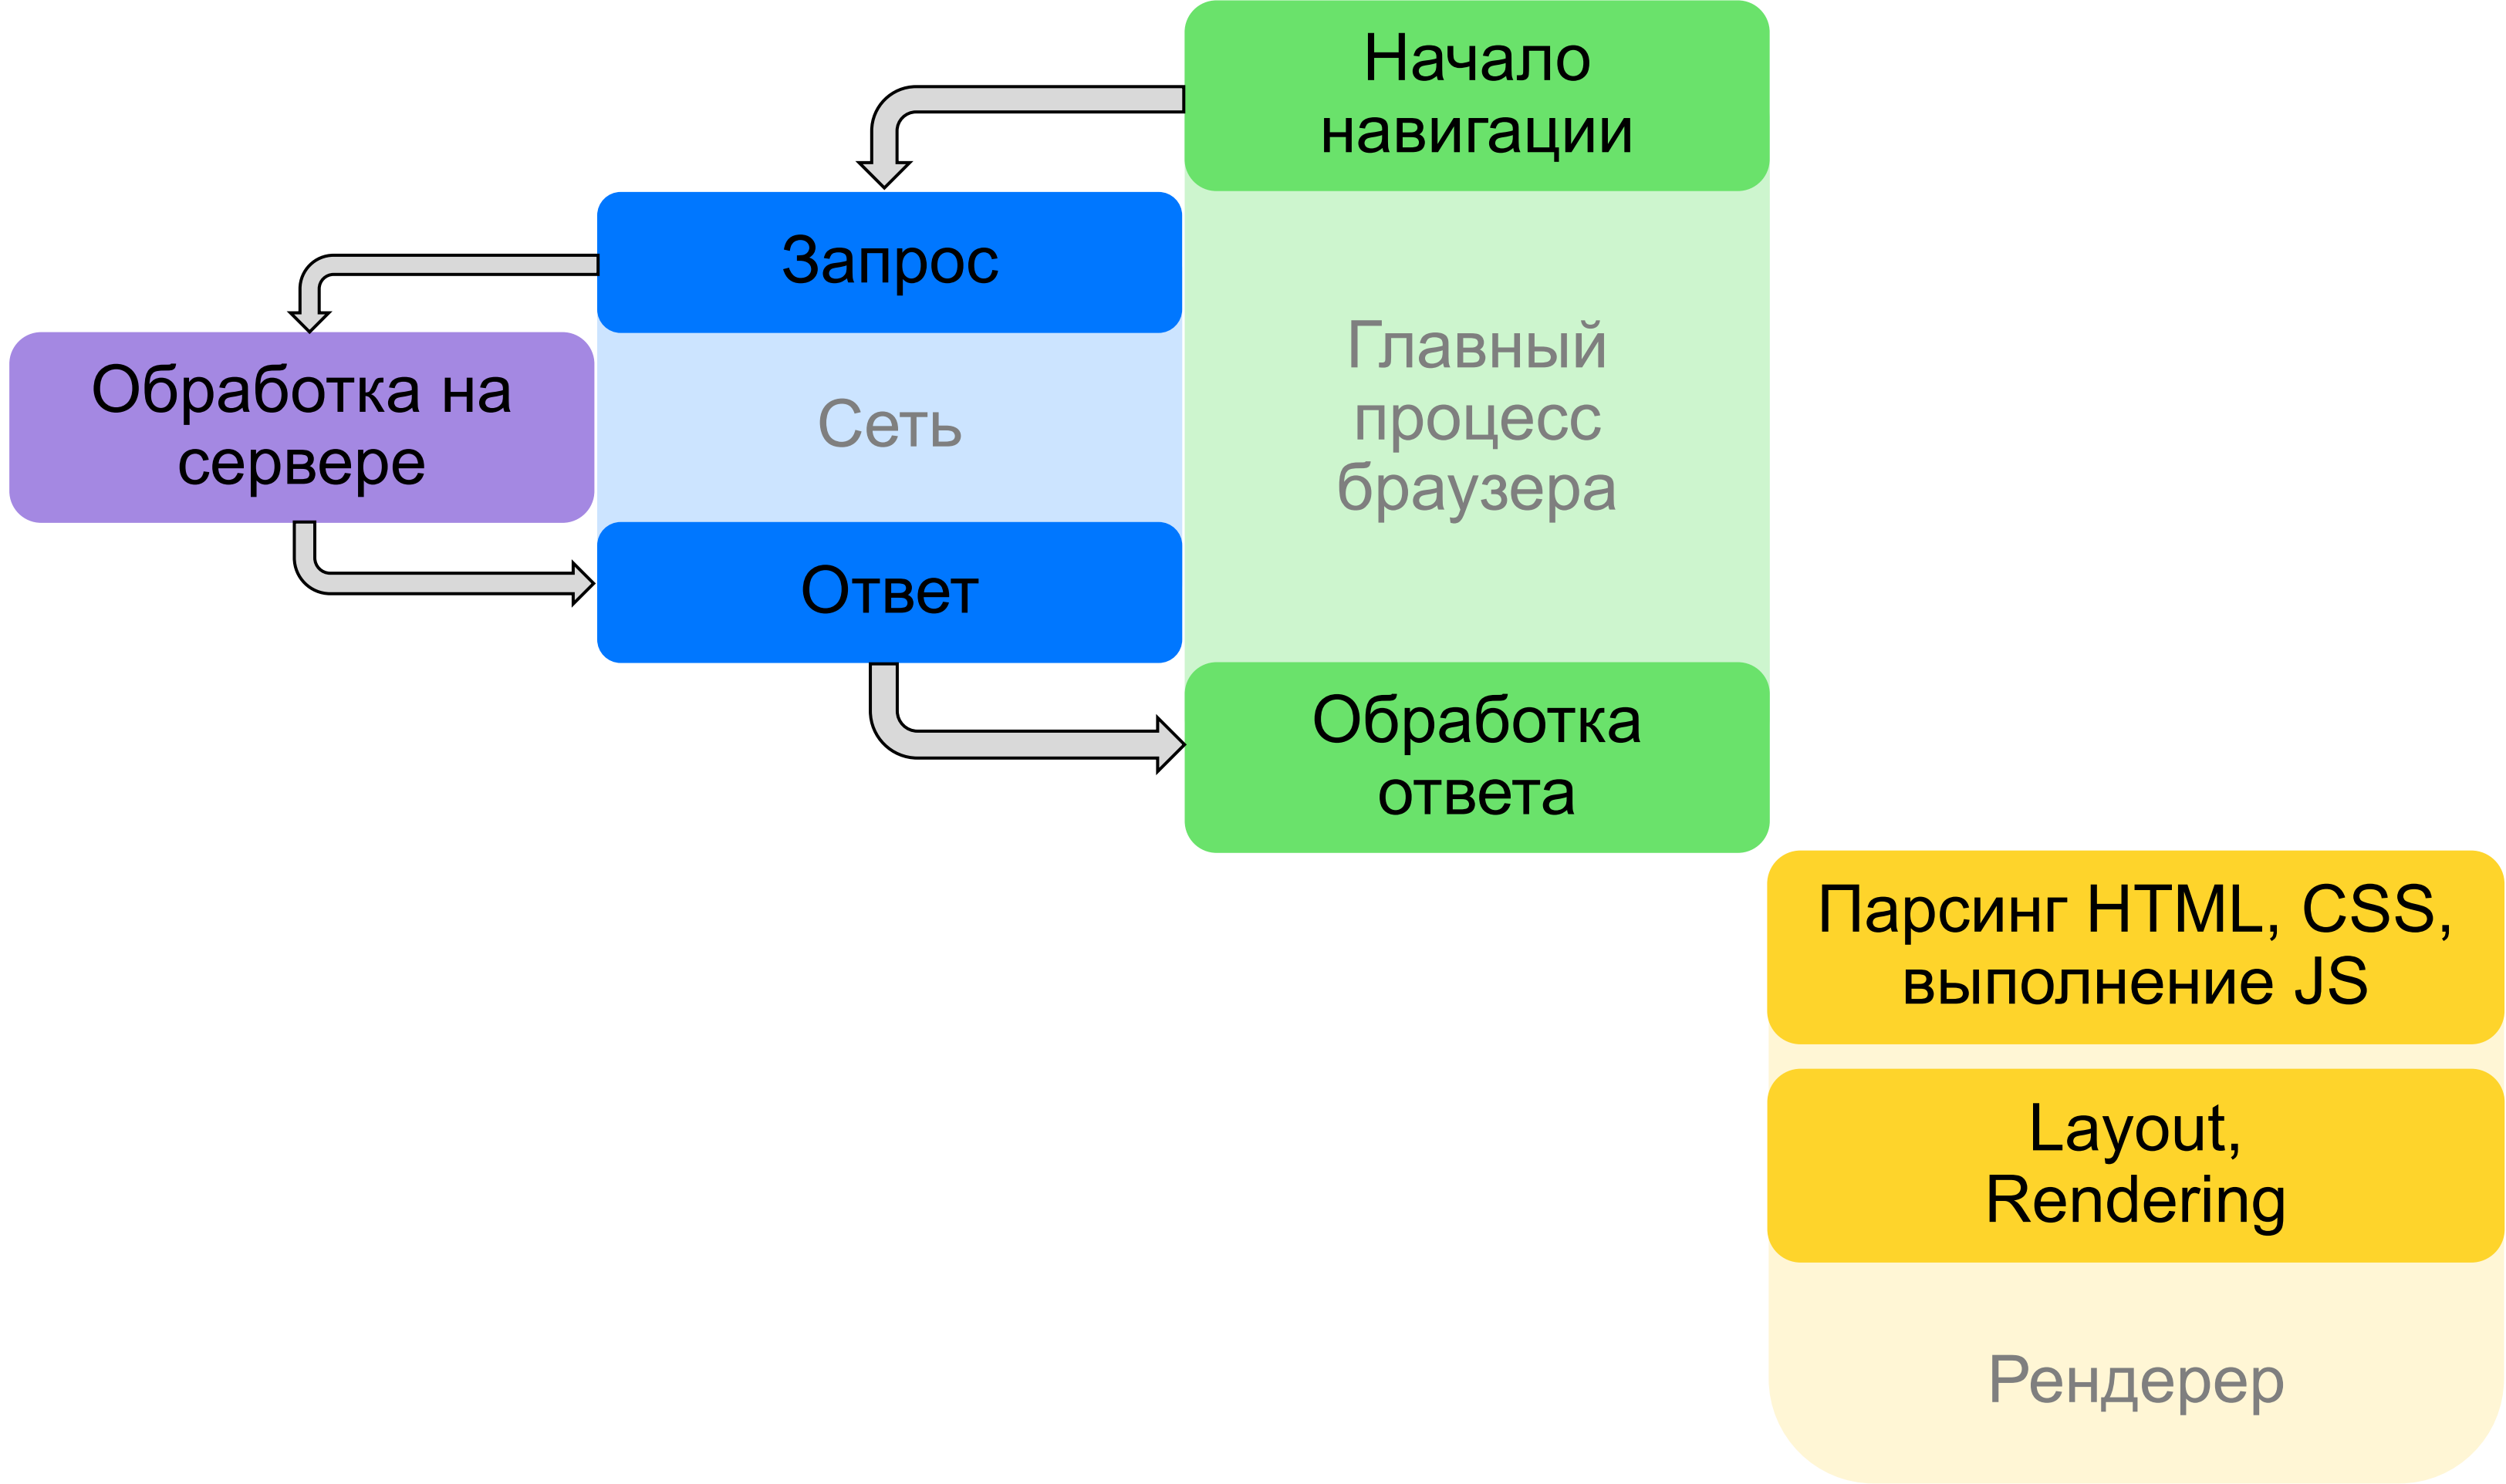 Начало
навигации
Запрос
Обработка на
сервере
Сеть
Главный
процесс
браузера
Ответ
Обработка
ответа
Парсинг HTML, CSS,
выполнение JS
Layout,
Rendering
Рендерер